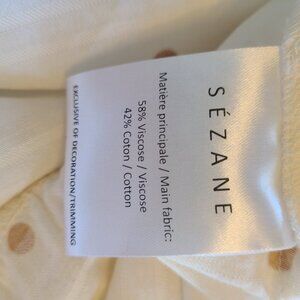 SÉZANE
Matière principale / Main fabric:
58% Viscose / Viscose
42% Coton / Cotton
EXCLUSIVE OF DECORATION/TRIMMING